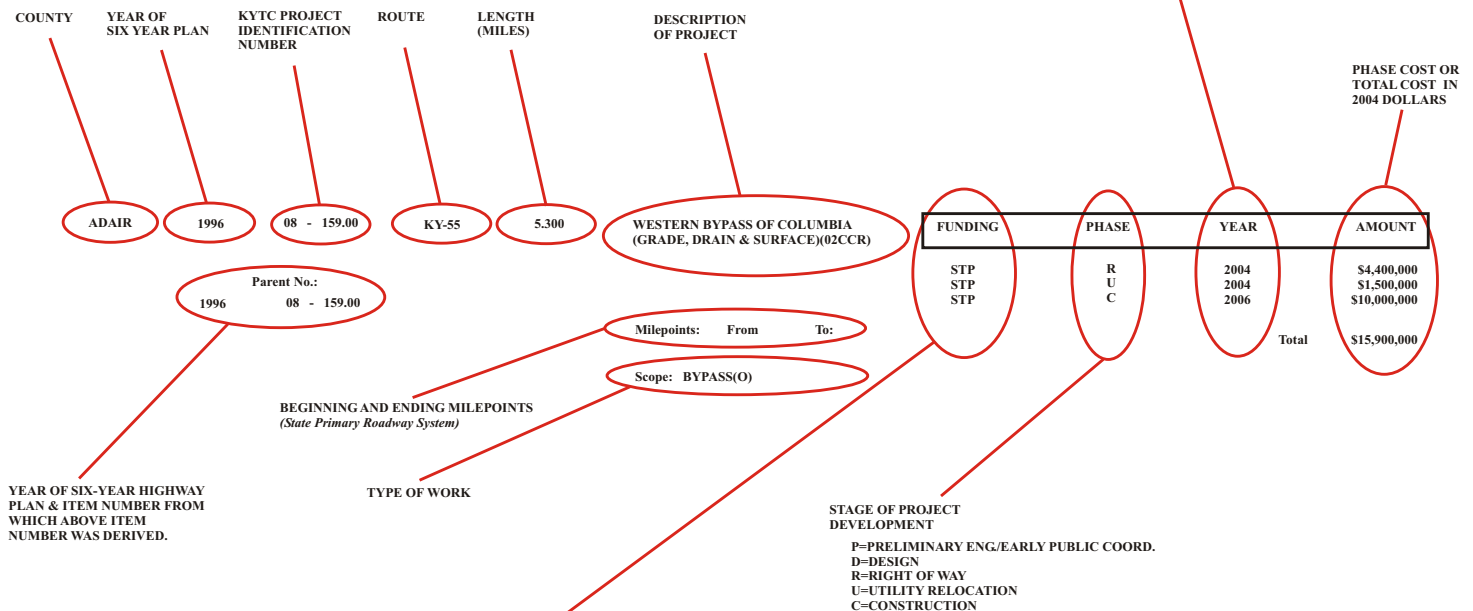 COUNTY
YEAR OF
SIX YEAR PLAN
KYTC PROJECT
IDENTIFICATION
NUMBER
ROUTE
LENGTH
(MILES)
DESCRIPTION
OF PROJECT
PHASE COST OR
TOTAL COST IN
2004 DOLLARS
ADAIR 1996 08 - 159.00 KY-55 5.300
WESTERN BYPASS OF COLUMBIA
(GRADE, DRAIN & SURFACE)(02CCR)
FUNDING PHASE YEAR AMOUNT
STP R 2004 $4,400,000
STP U 2004 $1,500,000
STP C 2006 $10,000,000
Total $15,900,000
Parent No.:
1996 08 - 159.00
Milepoints: From To:
Scope: BYPASS(O)
BEGINNING AND ENDING MILEPOINTS
(State Primary Roadway System)
YEAR OF SIX-YEAR HIGHWAY
PLAN & ITEM NUMBER FROM
WHICH ABOVE ITEM
NUMBER WAS DERIVED.
TYPE OF WORK
STAGE OF PROJECT
DEVELOPMENT
P=PRELIMINARY ENG./EARLY PUBLIC COORD.
D=DESIGN
R=RIGHT OF WAY
U=UTILITY RELOCATION
C=CONSTRUCTION